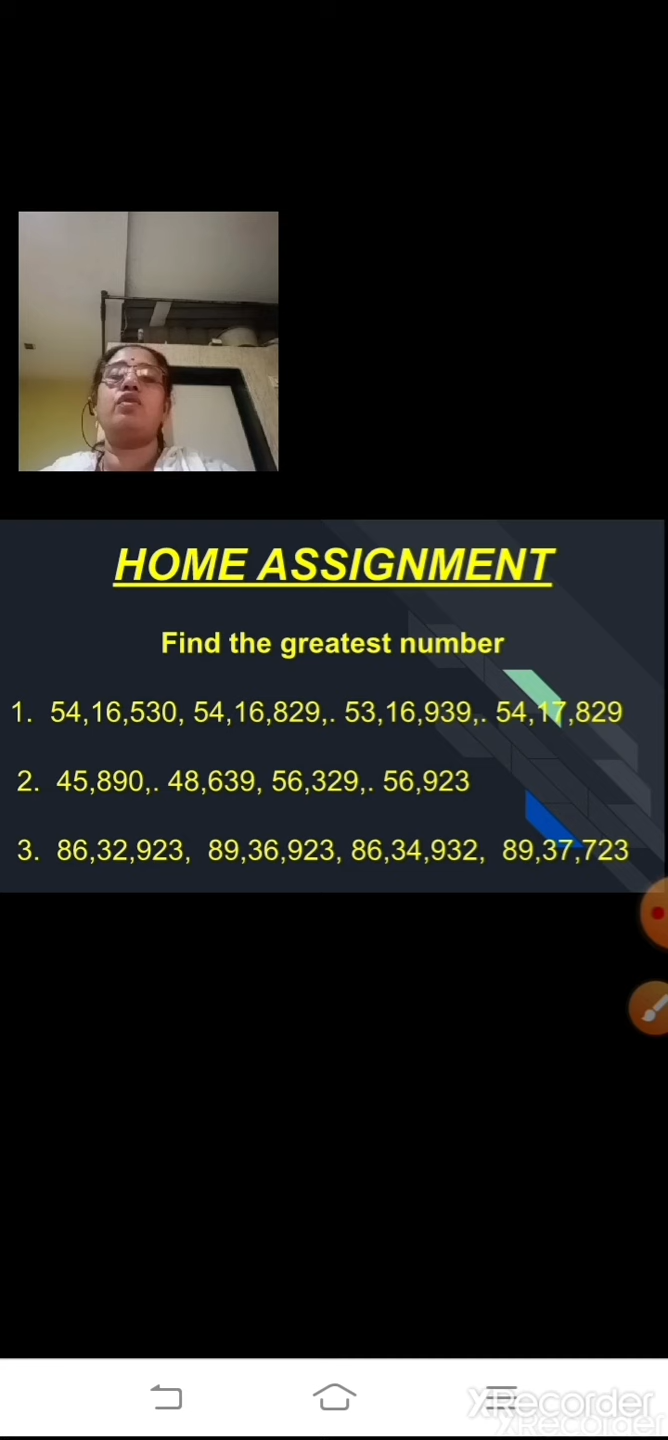 HOME ASSIGNMENT
Find the greatest number
1. 54,16,530, 54,16,829,. 53,16,939,. 54,17,829
2. 45,890,. 48,639, 56,329,. 56,923
3. 86,32,923, 89,36,923, 86,34,932, 89,37,723
XRecorder
XRecorder